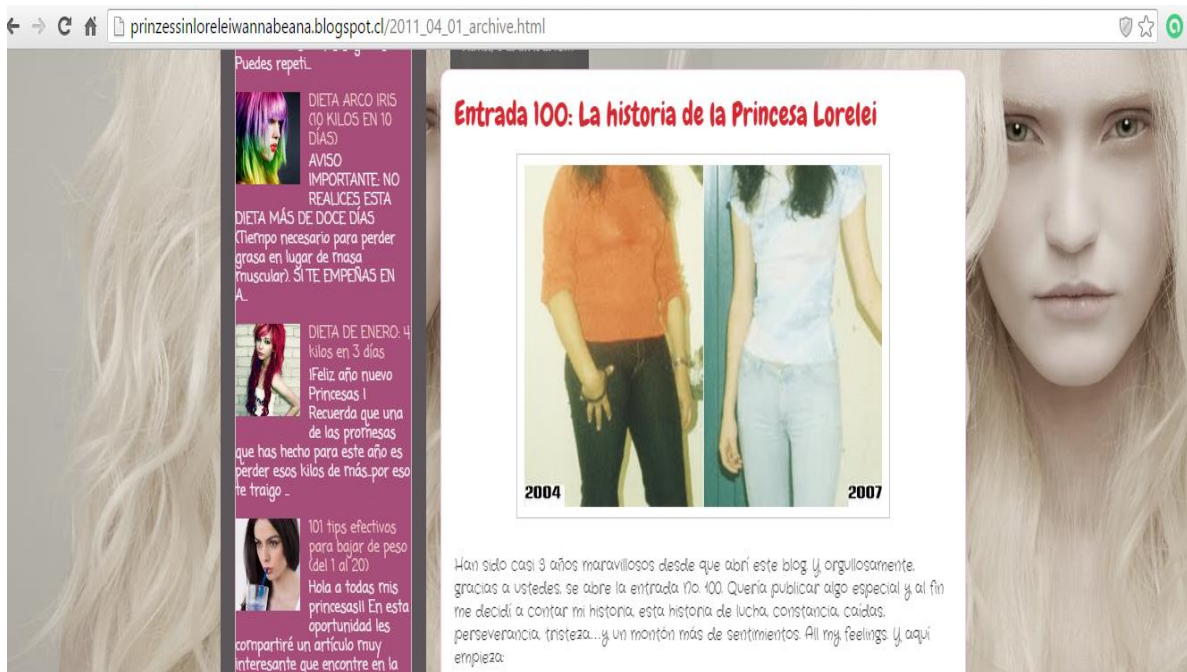 prinzessinloreleiwannabeana.blogspot.cl/2011_04_01_archive.html
Puedes repeti...
DIETA ARCO IRIS
(10 KILOS EN 10
DÍAS)
AVISO
IMPORTANTE: NO
REALICES ESTA
DIETA MÁS DE DOCE DÍAS
(Tiempo necesario para perder
grasa en lugar de masa
muscular). SI TE EMPEÑAS EN
A...
DIETA DE ENERO: 4
kilos en 3 días
¡Feliz año nuevo
Princesas !
Recuerda que una
de las promesas
que has hecho para este año es
perder esos kilos de más...por eso
te traigo ...
101 tips efectivos
para bajar de peso
(del 1 al 20)
Hola a todas mis
princesas!! En esta
oportunidad les
compartiré un artículo muy
interesante que encontre en la
Entrada 100: La historia de la Princesa Lorelei
2004
2007
Han sido casi 3 años maravillosos desde que abrí este blog. Y, orgullosamente,
gracias a ustedes, se abre la entrada No. 100. Quería publicar algo especial y al fin
me decidí a contar mi historia, esta historia de lucha, constancia, caídas,
perseverancia, tristeza...y un montón más de sentimientos. All my feelings. Y, aquí
empieza: